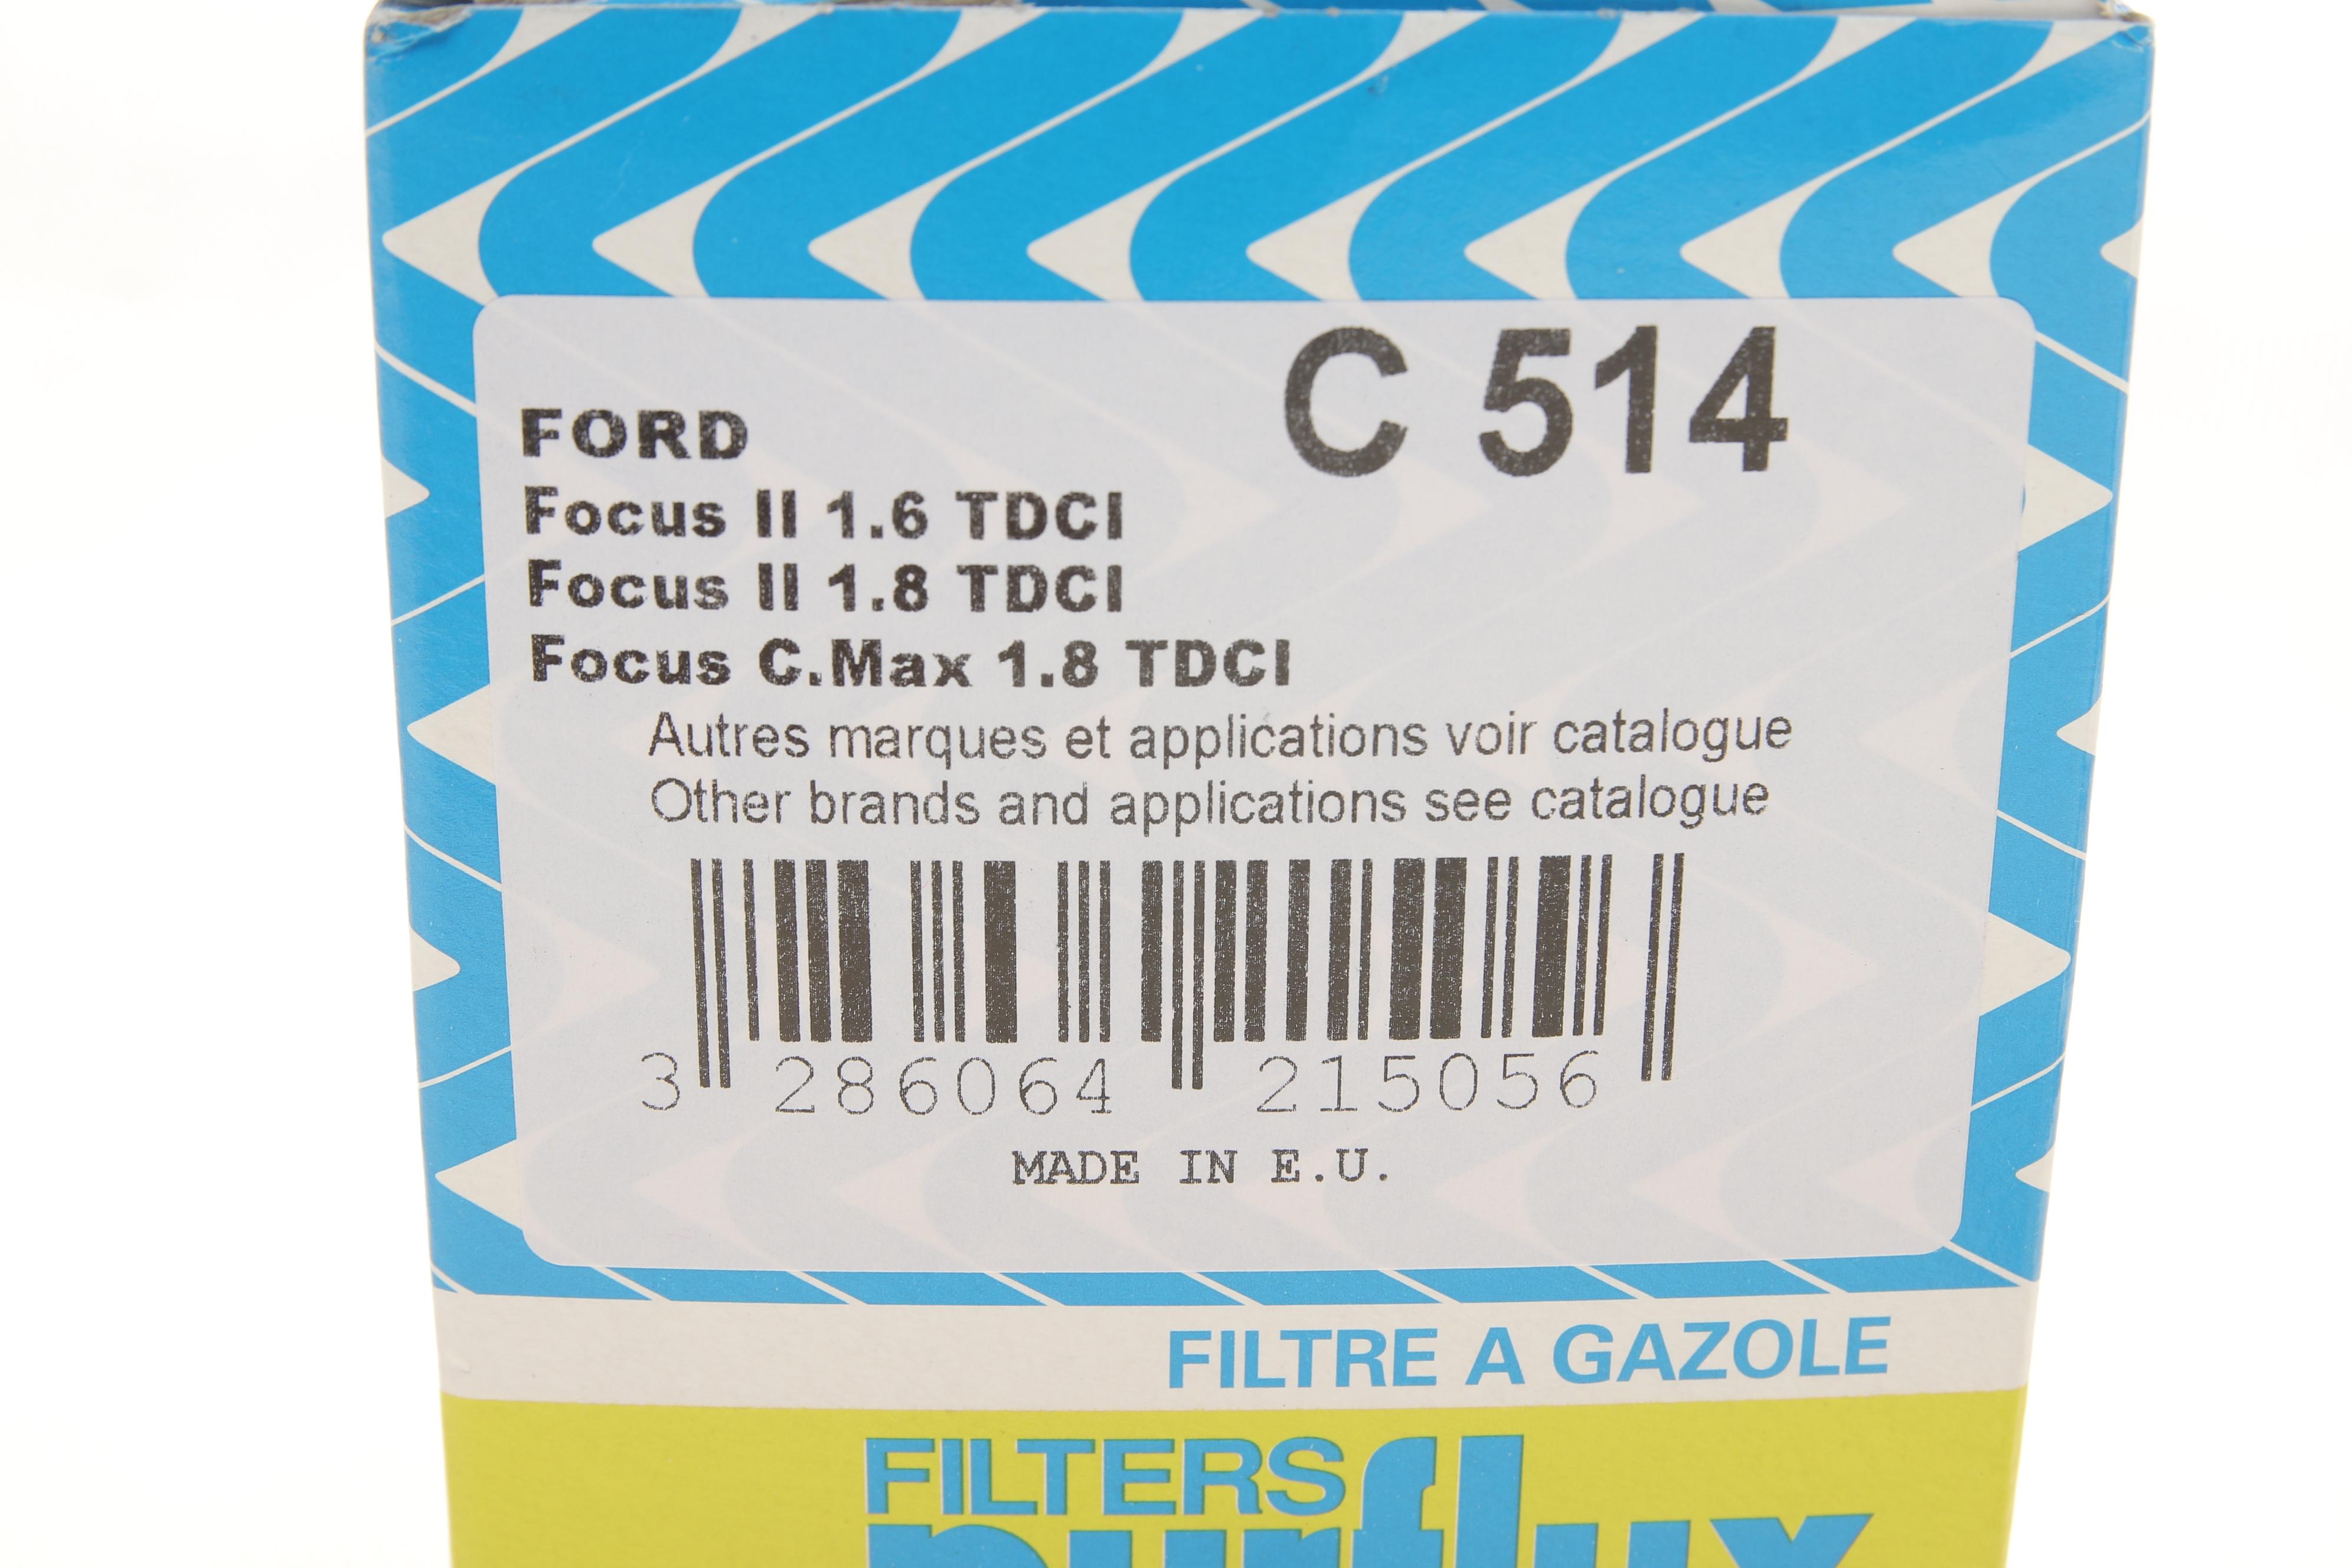 C 514
FORD
Focus II 1.6 TDCI
Focus II 1.8 TDCI
Focus C.Max 1.8 TDCI
Autres marques et applications voir catalogue
Other brands and applications see catalogue
3 286064 215056
MADE IN E.U.
FILTRE A GAZOLE
FILTERS
purflux